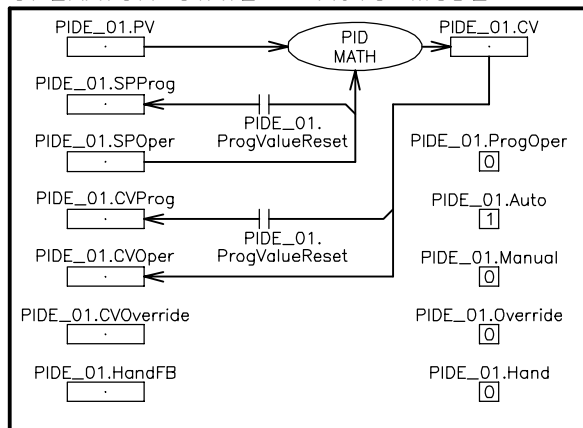 PIDE_01.PV
PID
MATH
PIDE_01.CV
PIDE_01.SPProg
PIDE_01.
ProgValueReset
PIDE_01.SPOper
PIDE_01.ProgOper
0
PIDE_01.CVProg
PIDE_01.Auto
1
PIDE_01.
ProgValueReset
PIDE_01.CVOper
PIDE_01.Manual
0
PIDE_01.CVOverride
PIDE_01.Override
0
PIDE_01.HandFB
PIDE_01.Hand
0